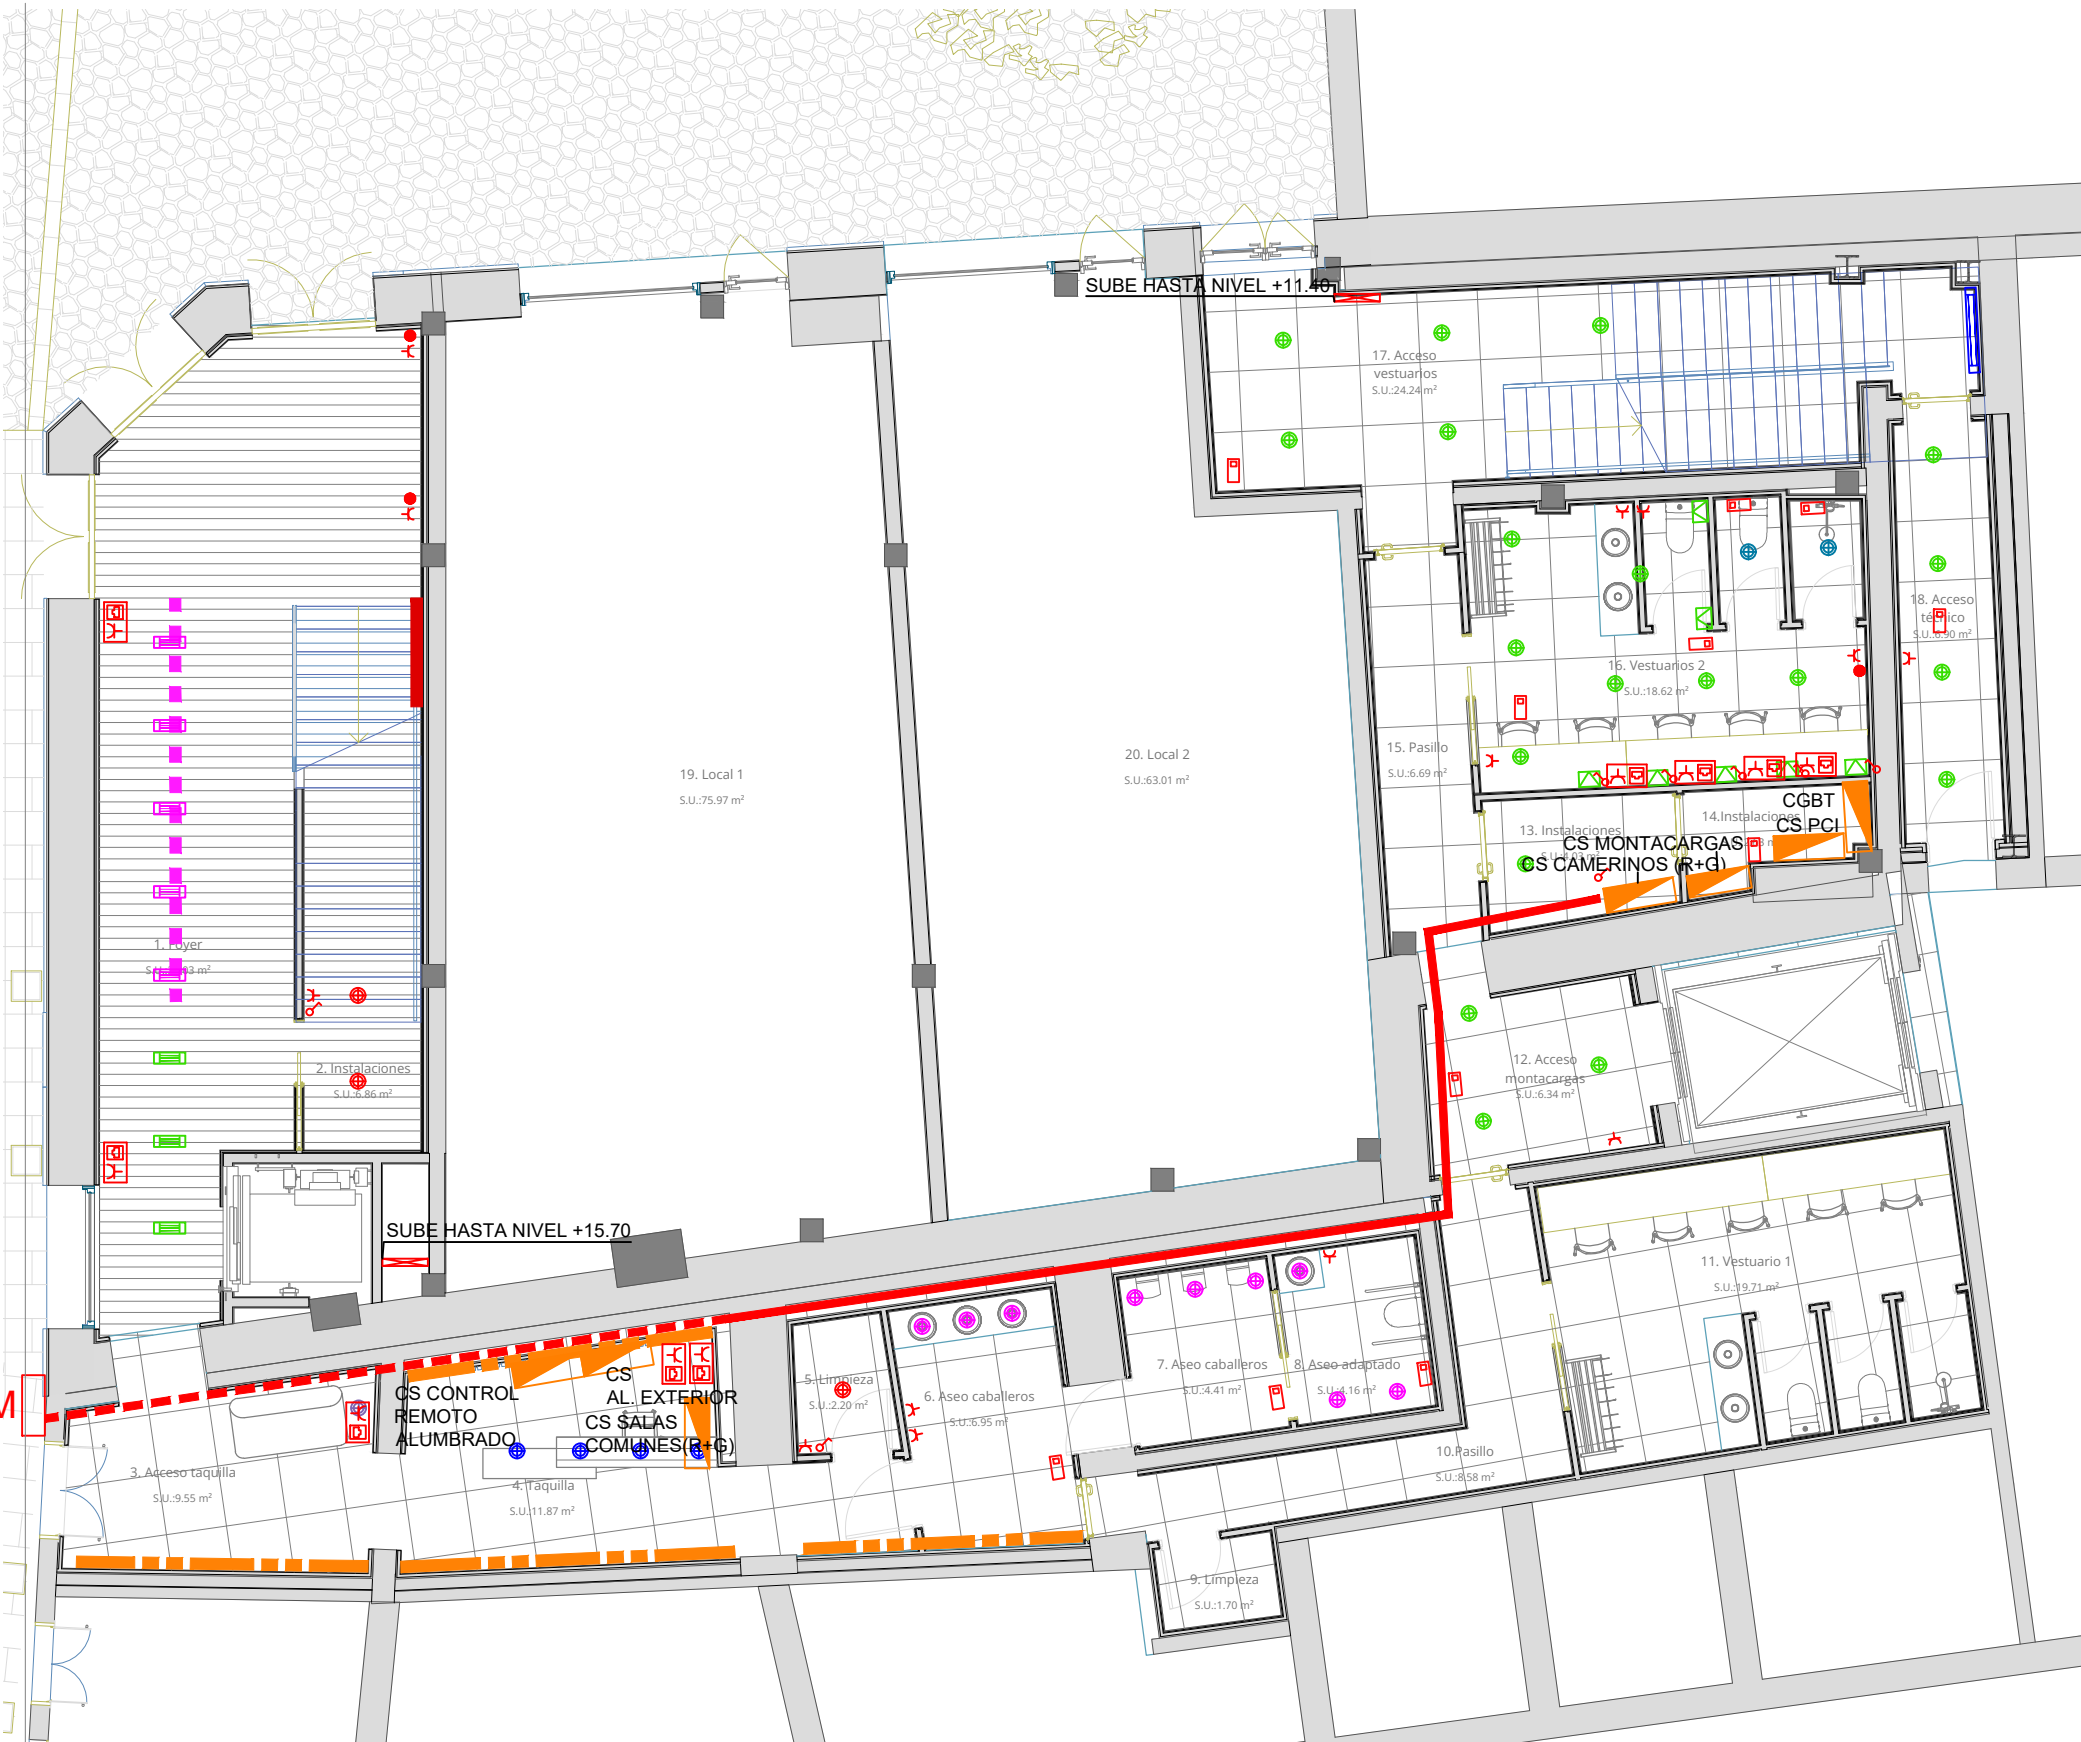 SUBE HASTA NIVEL +11.40
17. Acceso
vestuarios
S.U.:24.24 m²
18. Acceso
técnico
S.U.:6.90 m²
16. Vestuarios 2
S.U.:18.62 m²
15. Pasillo
S.U.:6.69 m²
20. Local 2
S.U.:63.01 m²
19. Local 1
S.U.:75.97 m²
CGBT
CS PCI
14.Instalaciones
13. Instalaciones
CS MONTACARGAS
CS CAMERINOS (R+G)
1. Foyer
2. Instalaciones
S.U.:6.86 m²
12. Acceso
montacargas
S.U.:6.34 m²
SUBE HASTA NIVEL +15.70
11. Vestuario 1
S.U.:19.71 m²
7. Aseo caballeros
S.U.:4.41 m²
8. Aseo adaptado
S.U.:4.16 m²
5. Limpieza
S.U.:2.20 m²
6. Aseo caballeros
S.U.:6.95 m²
CS
AL. EXTERIOR
CS SALAS
COMUNES(R+G)
CS CONTROL
REMOTO
ALUMBRADO
M
3. Acceso taquilla
S.U.:9.55 m²
4. Taquilla
S.U.:11.87 m²
10.Pasillo
S.U.:8.58 m²
9. Limpieza
S.U.:1.70 m²